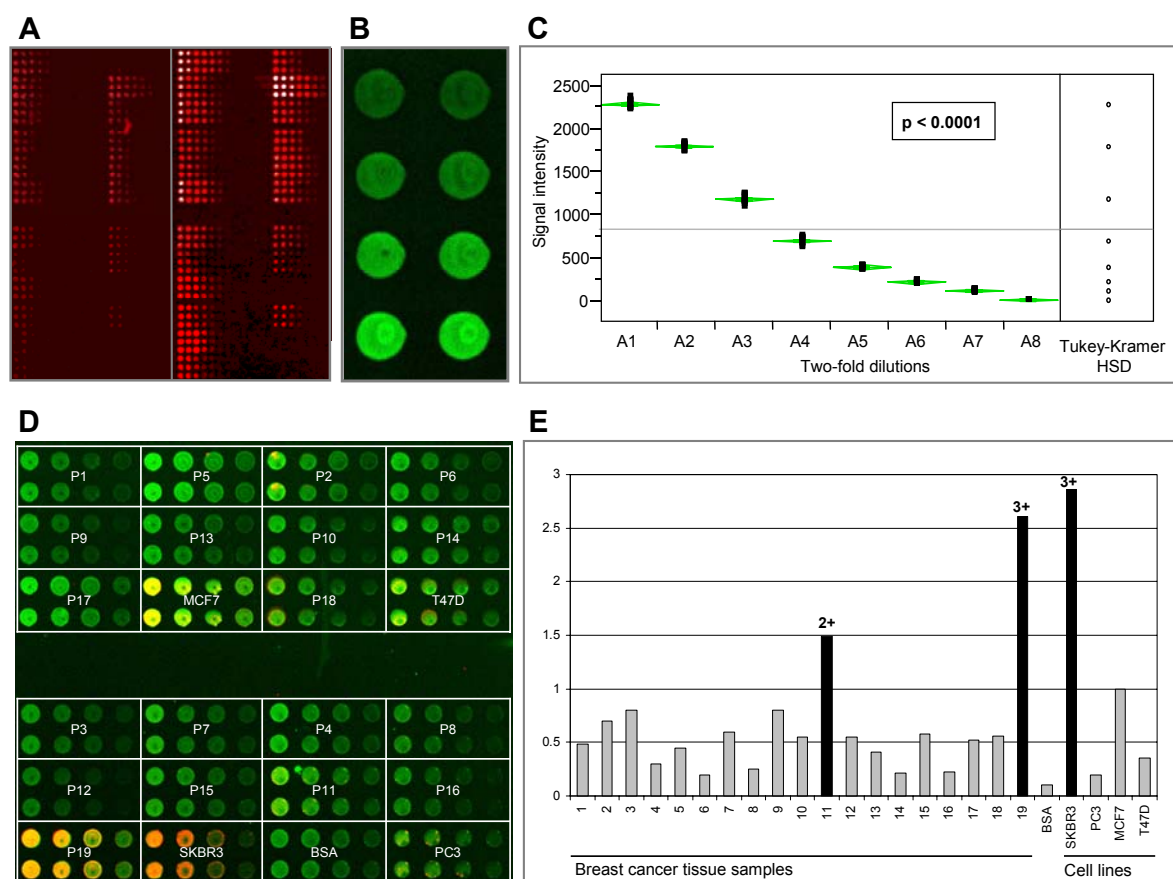 A
B
C
Signal intensity
2500
2000
1500
1000
500
0
p < 0.0001
A1 A2 A3 A4 A5 A6 A7 A8
Two-fold dilutions
Tukey-Kramer
HSD
D
P1 P5 P2 P6
P9 P13 P10 P14
P17 MCF7 P18 T47D
P3 P7 P4 P8
P12 P15 P11 P16
P19 SKBR3 BSA PC3
E
3
2.5
2
1.5
1
0.5
0
2+
3+
3+
1 2 3 4 5 6 7 8 9 10 11 12 13 14 15 16 17 18 19 BSA SKBR3 PC3 MCF7 T47D
Breast cancer tissue samples
Cell lines